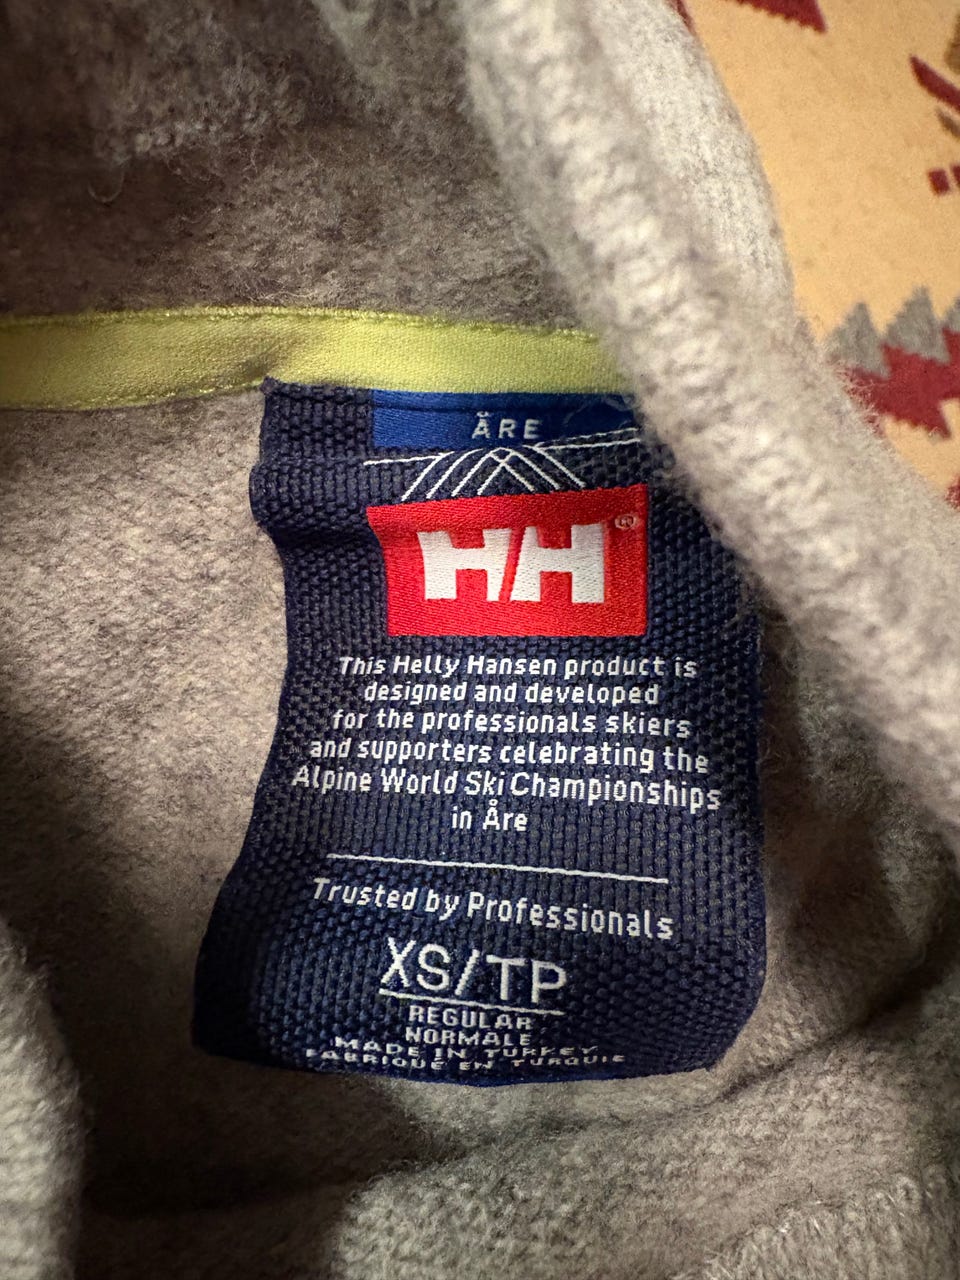 ÅRE
HH®
This Helly Hansen product is
designed and developed
for the professionals skiers
and supporters celebrating the
Alpine World Ski Championships
in Åre
Trusted by Professionals
XS/TP
REGULAR
NORMALE
MADE IN TURKEY
FABRIQUE EN TURQUIE